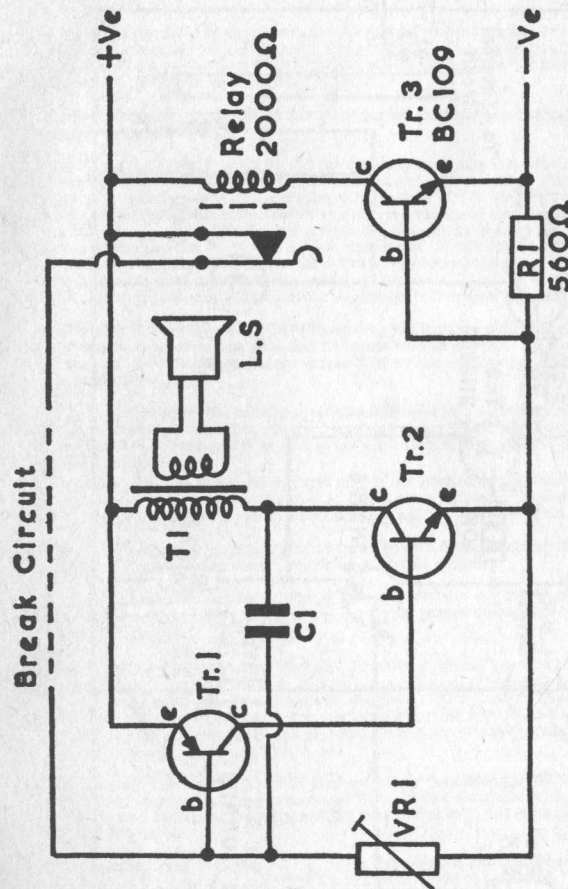 Break Circuit
+Ve
Relay
2000Ω
L.S
T1
Tr.1
e
b
c
C1
Tr.2
c
b
e
Tr.3
BC109
c
b
e
VR1
R1
560Ω
-Ve